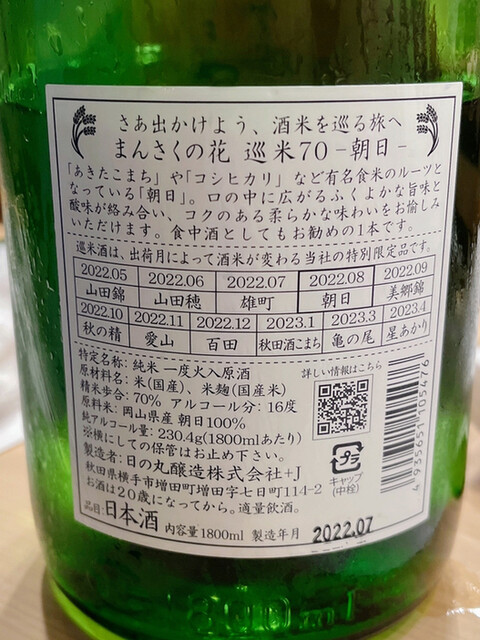 さあ出かけよう、酒米を巡る旅へ
まんさくの花 巡米70 -朝日-
「あきたこまち」や「コシヒカリ」など有名食米のルーツと
なっている「朝日」。口の中に広がるふくよかな旨味と
酸味が絡み合い、コクのある柔らかな味わいをお愉しみ
いただけます。食中酒としてもお勧めの1本です。
巡米酒は、出荷月によって酒米が変わる当社の特別限定品です。
2022.05 2022.06 2022.07 2022.08 2022.09
山田錦 山田穂 雄町 朝日 美郷錦
2022.10 2022.11 2022.12 2023.1 2023.3 2023.4
秋の精 愛山 百田 秋田酒こまち 亀の尾 星あかり
特定名称: 純米 一度火入原酒
原材料名: 米(国産)、米麹(国産米)
精米歩合: 70% アルコール分: 16度
原料米: 岡山県産 朝日100%
純アルコール量: 230.4g(1800mlあたり)
※横にしての保管はお止め下さい。
製造者: 日の丸醸造株式会社+J
秋田県横手市増田町増田字七日町114-2
お酒は20歳になってから。適量飲酒。
品目: 日本酒 内容量1800ml 製造年月 2022.07
詳しい情報はこちら
プラ
キャップ
(中栓)
4935651105476